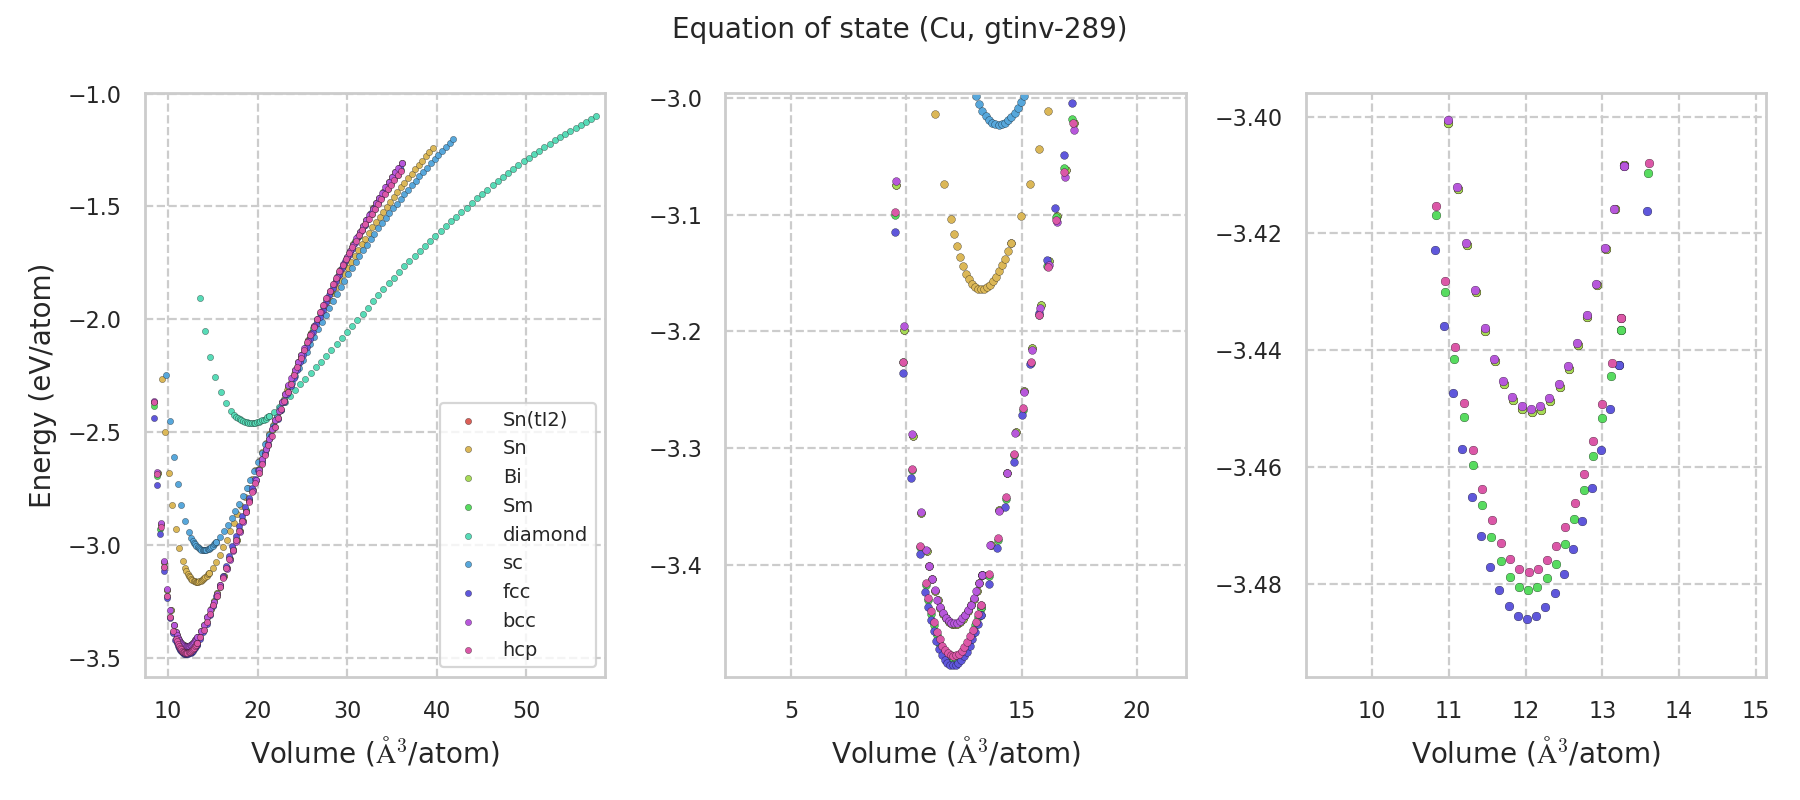 Equation of state (Cu, gtinv-289)
Energy (eV/atom)
−1.0
−1.5
−2.0
−2.5
−3.0
−3.5
10 20 30 40 50
Volume (Å³/atom)
Sn(tI2)
Sn
Bi
Sm
diamond
sc
fcc
bcc
hcp
−3.0
−3.1
−3.2
−3.3
−3.4
5 10 15 20
Volume (Å³/atom)
−3.40
−3.42
−3.44
−3.46
−3.48
10 11 12 13 14 15
Volume (Å³/atom)